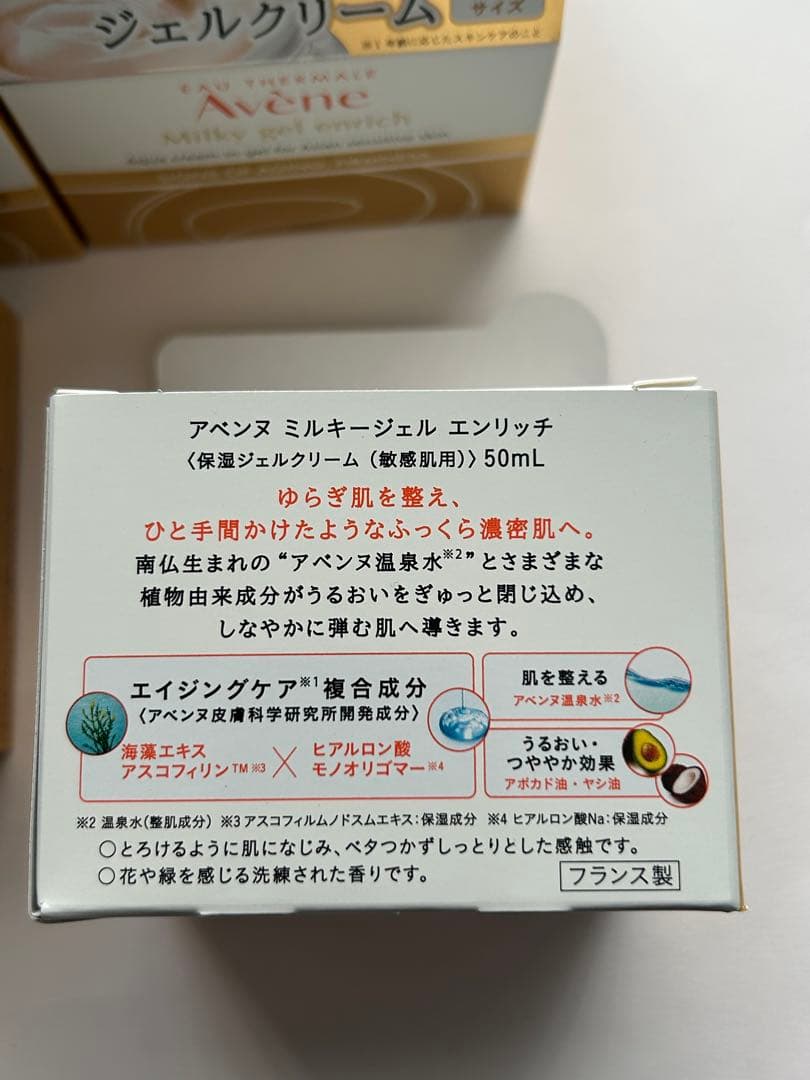 ジェルクリーム
サイズ
※1 年齢に応じたスキンケアのこと
EAU THERMALE
Avène
Milky gel enrich
アベンヌ ミルキージェル エンリッチ
〈保湿ジェルクリーム（敏感肌用）〉50mL
ゆらぎ肌を整え、
ひと手間かけたようなふっくら濃密肌へ。
南仏生まれの“アベンヌ温泉水※2”とさまざまな
植物由来成分がうるおいをぎゅっと閉じ込め、
しなやかに弾む肌へ導きます。
エイジングケア※1複合成分
〈アベンヌ皮膚科学研究所開発成分〉
海藻エキス
アスコフィリン™※3
×
ヒアルロン酸
モノオリゴマー※4
肌を整える
アベンヌ温泉水※2
うるおい・
つややか効果
アボカド油・ヤシ油
※2 温泉水(整肌成分) ※3 アスコフィルムノドスムエキス:保湿成分 ※4 ヒアルロン酸Na:保湿成分
○とろけるように肌になじみ、ベタつかずしっとりとした感触です。
○花や緑を感じる洗練された香りです。
フランス製